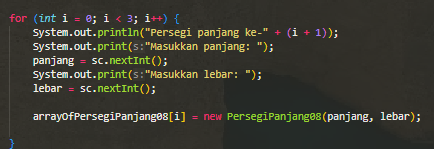 for (int i = 0; i < 3; i++) {
System.out.println("Persegi panjang ke-" + (i + 1));
System.out.print(s:"Masukkan panjang: ");
panjang = sc.nextInt();
System.out.print(s:"Masukkan lebar: ");
lebar = sc.nextInt();
arrayOfPersegiPanjang08[i] = new PersegiPanjang08(panjang, lebar);
}